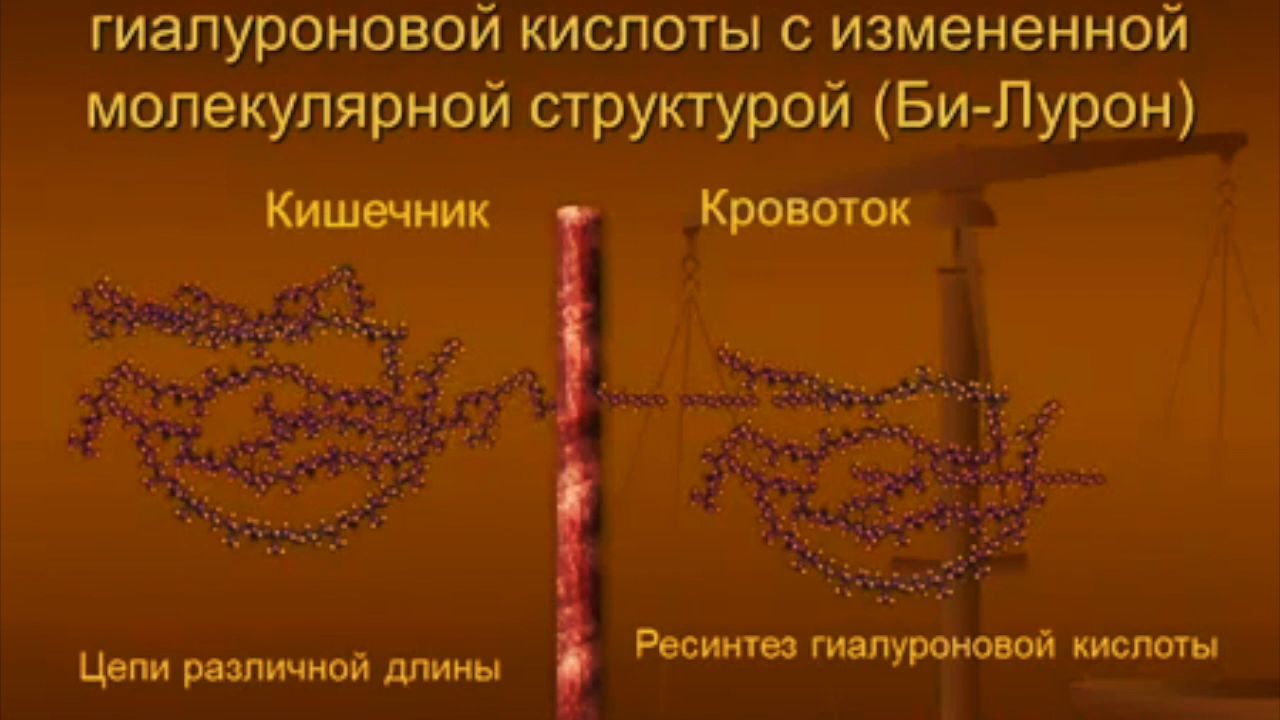 гиалуроновой кислоты с измененной
молекулярной структурой (Би-Лурон)
Кишечник
Кровоток
Цепи различной длины
Ресинтез гиалуроновой кислоты